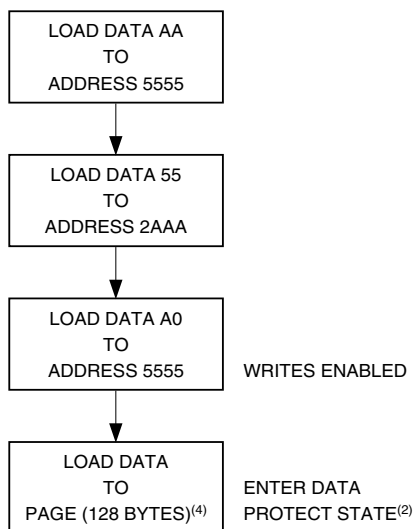 LOAD DATA AA
TO
ADDRESS 5555
LOAD DATA 55
TO
ADDRESS 2AAA
LOAD DATA A0
TO
ADDRESS 5555
WRITES ENABLED
LOAD DATA
TO
PAGE (128 BYTES)(4)
ENTER DATA
PROTECT STATE(2)